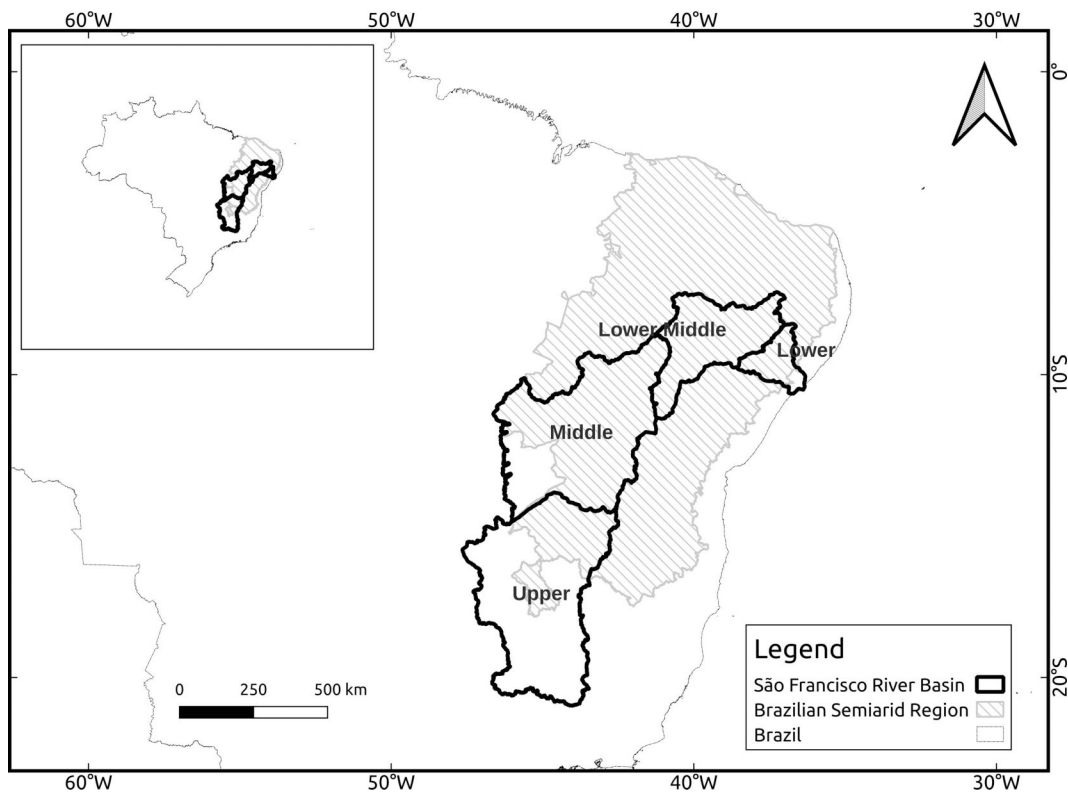 60°W 50°W 40°W 30°W
0°
Lower Middle
Lower
10°S
Middle
Upper
Legend
São Francisco River Basin
Brazilian Semiarid Region
Brazil
0 250 500 km
20°S
60°W 50°W 40°W 30°W